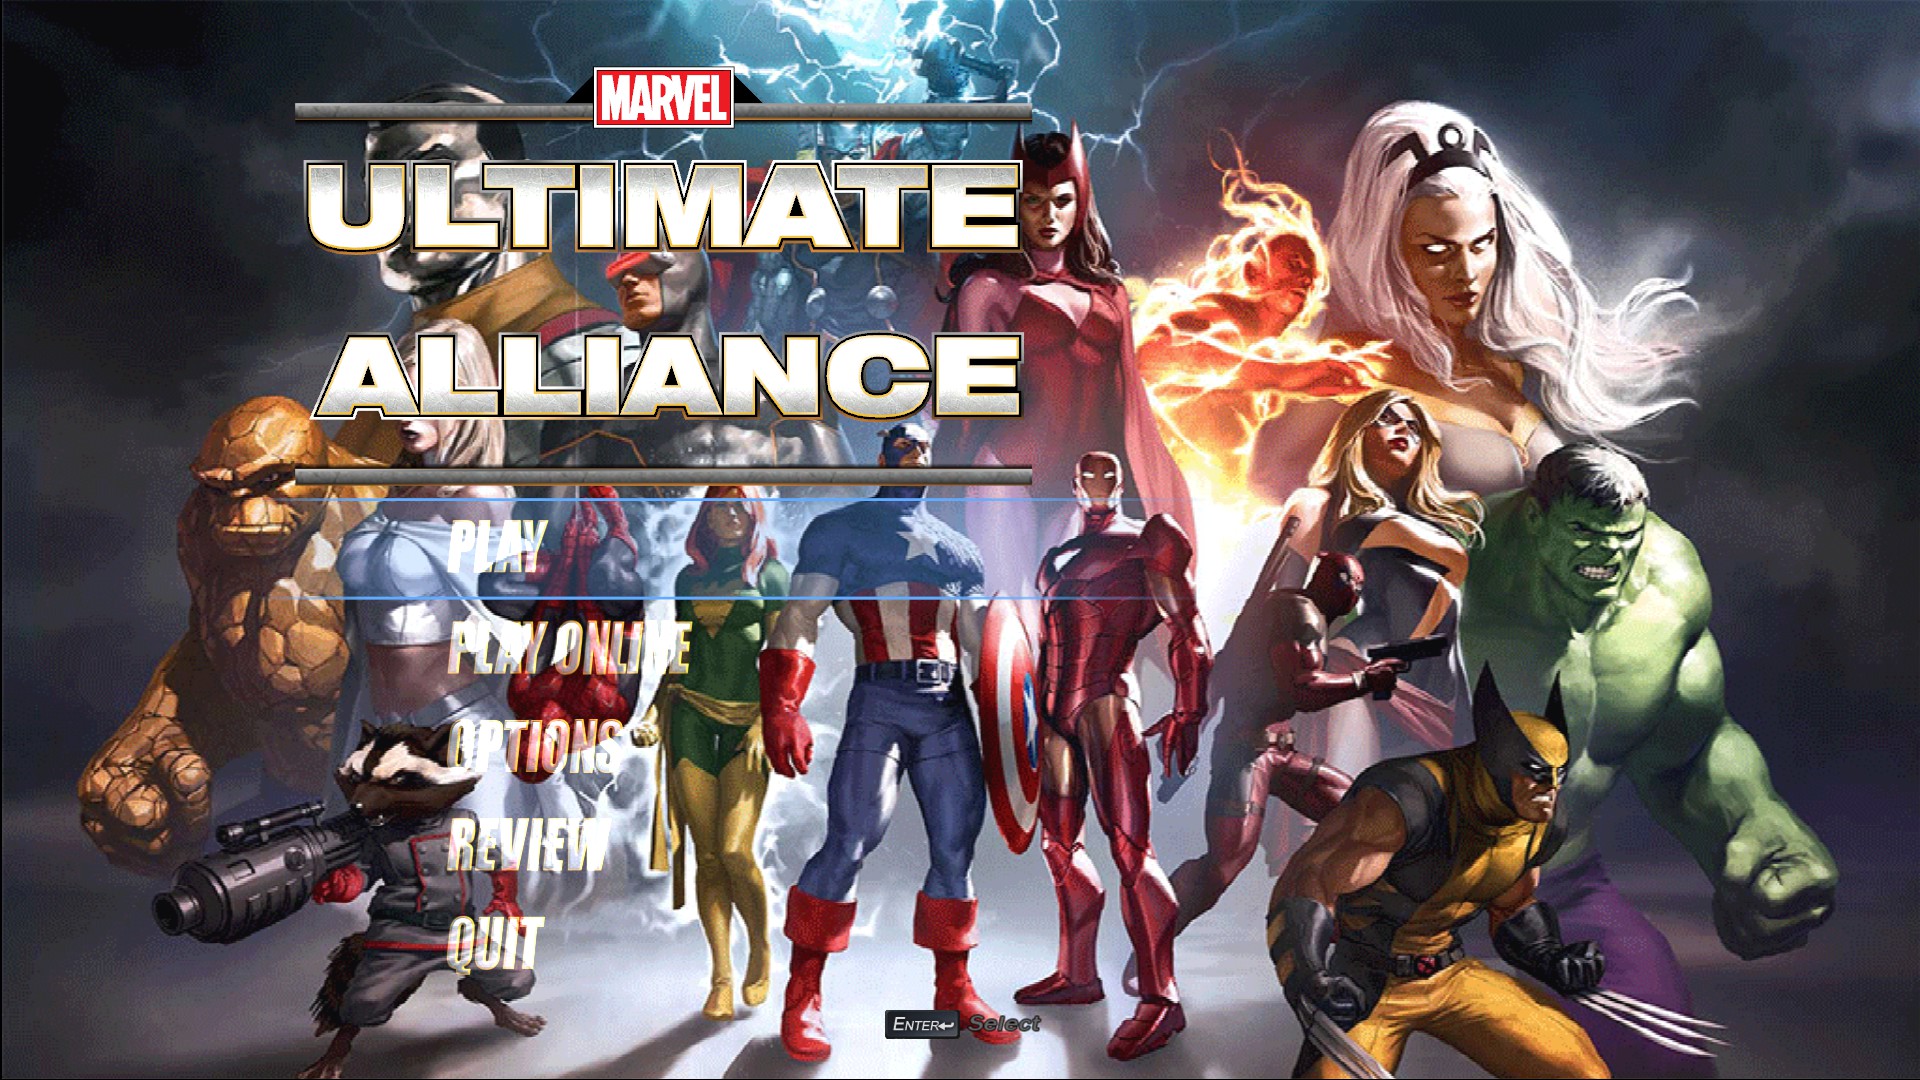 MARVEL
ULTIMATE
ALLIANCE
PLAY
PLAY ONLINE
OPTIONS
REVIEW
QUIT
ENTER↵ Select